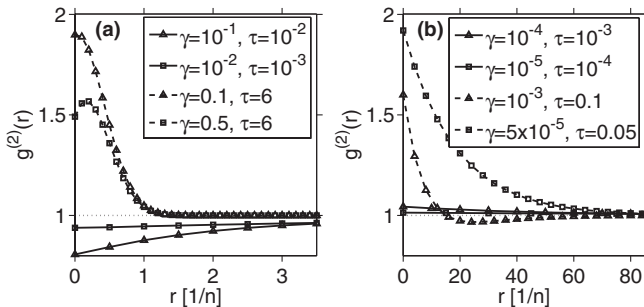 2
1.5
1
g⁽²⁾(r)
(a)
γ=10⁻¹, τ=10⁻²
γ=10⁻², τ=10⁻³
γ=0.1, τ=6
γ=0.5, τ=6
0 1 2 3
r [1/n]
2
1.5
1
g⁽²⁾(r)
(b)
γ=10⁻⁴, τ=10⁻³
γ=10⁻⁵, τ=10⁻⁴
γ=10⁻³, τ=0.1
γ=5x10⁻⁵, τ=0.05
0 20 40 60 80
r [1/n]